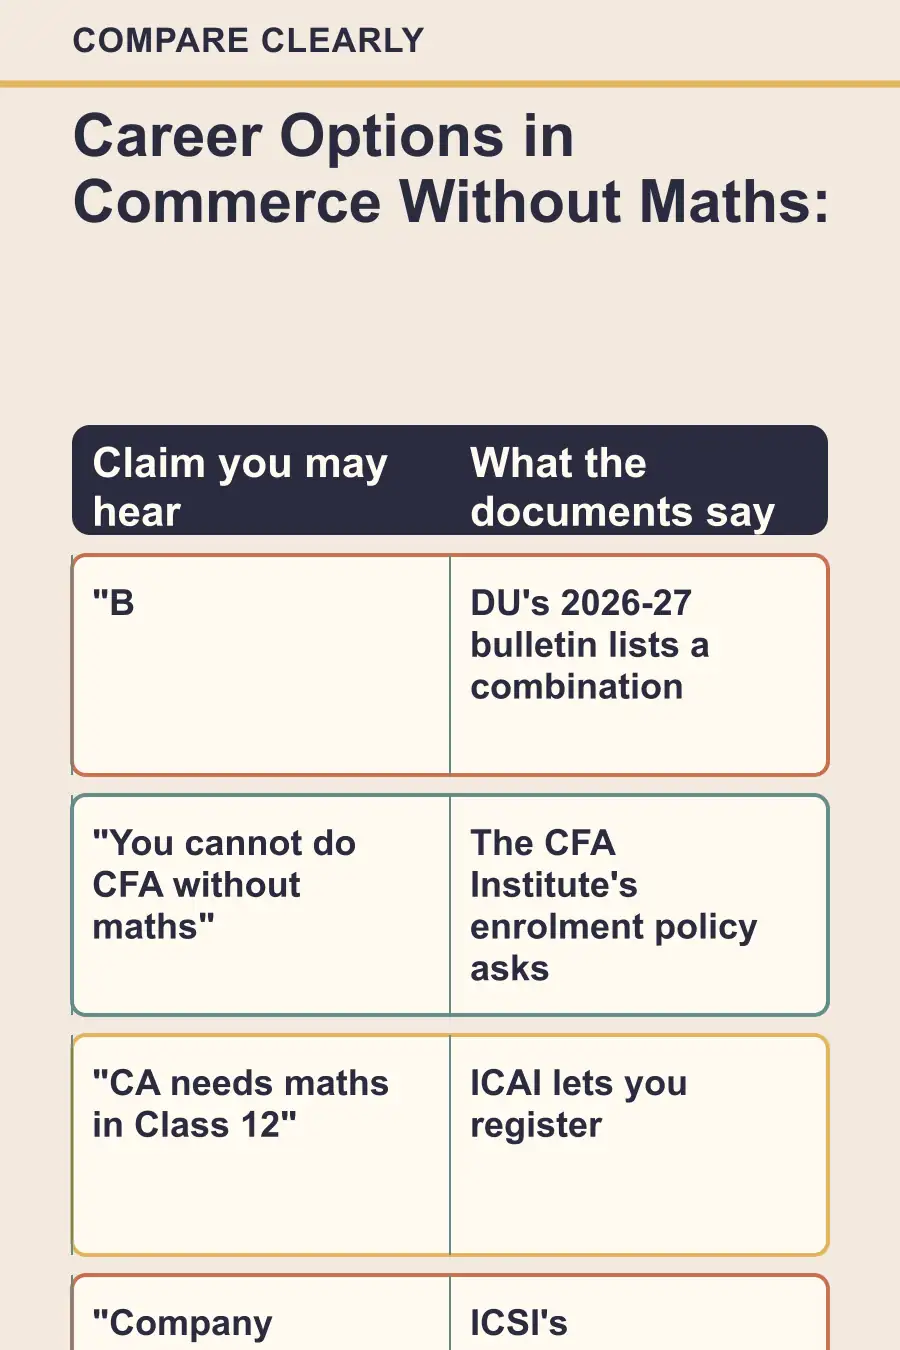 COMPARE CLEARLY
Career Options in
Commerce Without Maths:
Claim you may
hear
What the
documents say
"B
DU's 2026-27
bulletin lists a
combination
"You cannot do
CFA without
maths"
The CFA
Institute's
enrolment policy
asks
"CA needs maths
in Class 12"
ICAI lets you
register
"Company
ICSI's